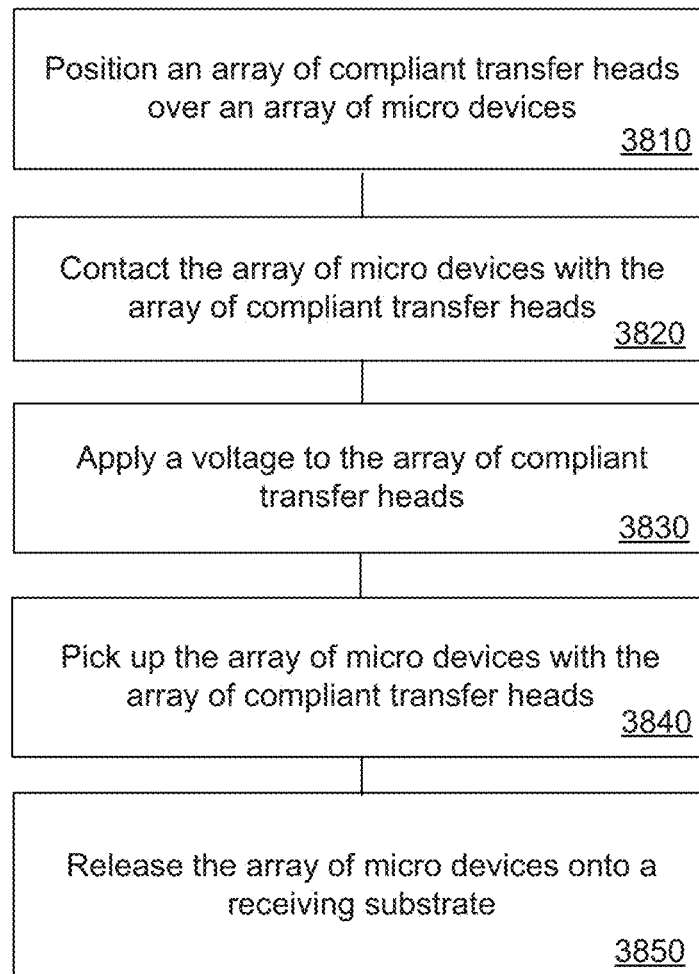 Position an array of compliant transfer heads
over an array of micro devices
3810
Contact the array of micro devices with the
array of compliant transfer heads
3820
Apply a voltage to the array of compliant
transfer heads
3830
Pick up the array of micro devices with the
array of compliant transfer heads
3840
Release the array of micro devices onto a
receiving substrate
3850